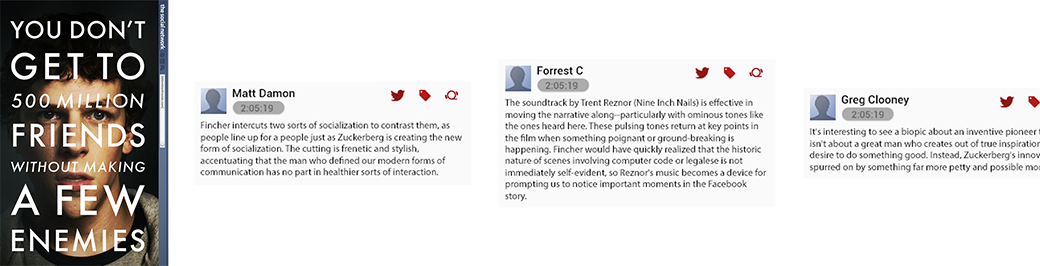 YOU DON'T
GET TO
500 MILLION
FRIENDS
WITHOUT MAKING
A FEW
ENEMIES
the social network
Matt Damon
2:05:19
Fincher intercuts two sorts of socialization to contrast them, as
people line up for a people just as Zuckerberg is creating the new
form of socialization. The cutting is frenetic and stylish,
accentuating that the man who defined our modern forms of
communication has no part in healthier sorts of interaction.
Forrest C
2:05:19
The soundtrack by Trent Reznor (Nine Inch Nails) is effective in
moving the narrative along--particularly with ominous tones like
the ones heard here. These pulsing tones return at key points in
the film when something poignant or ground-breaking is
happening. Fincher would have quickly realized that the historic
nature of scenes involving computer code or legalese is not
immediately self-evident, so Reznor's music becomes a device for
prompting us to notice important moments in the Facebook
story.
Greg Clooney
2:05:19
It's interesting to see a biopic about an inventive pioneer
isn't about a great man who creates out of true inspiration
desire to do something good. Instead, Zuckerberg's
spurred on by something far more petty and possible